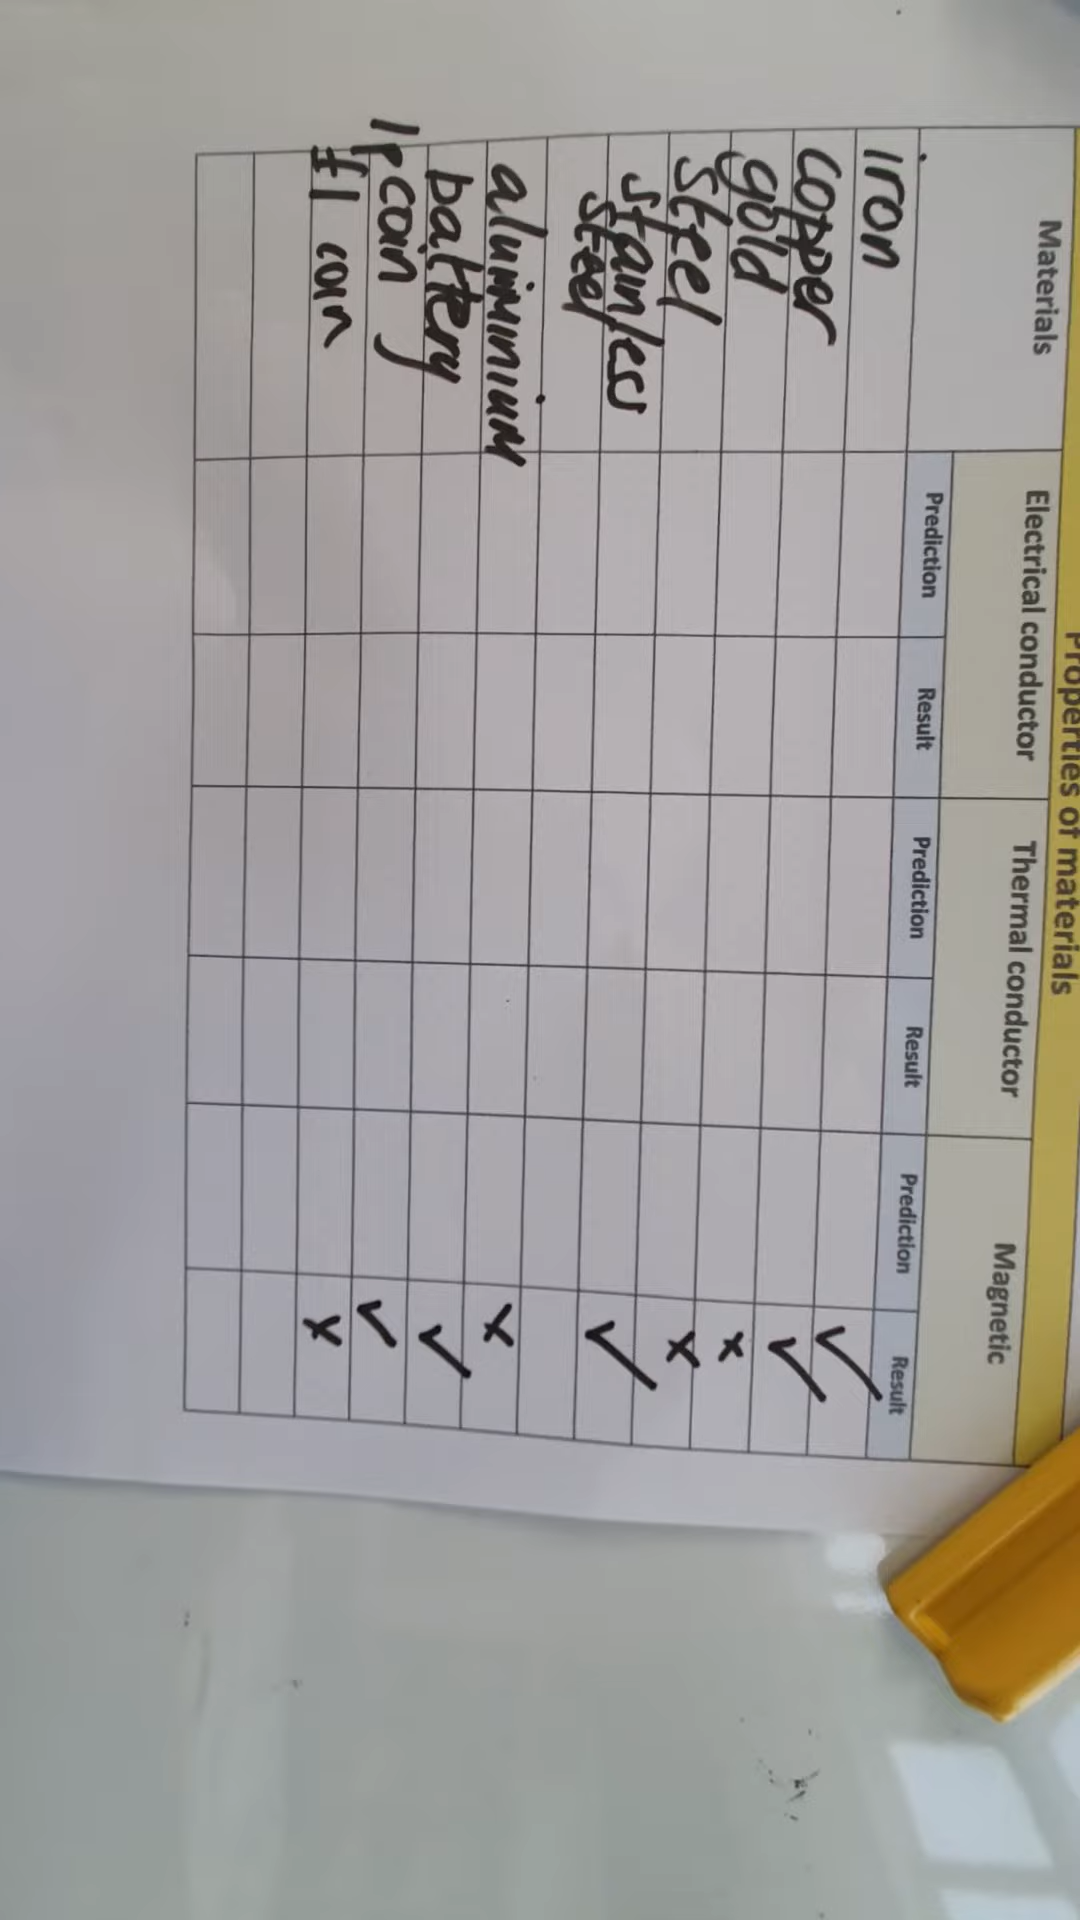 Properties of materials
Materials Electrical conductor Thermal conductor Magnetic
Prediction Result Prediction Result Prediction Result
iron ✓
copper ✓
gold x
steel x
stainless ✓
steel
aluminium x
battery ✓
1p coin ✓
£1 coin x